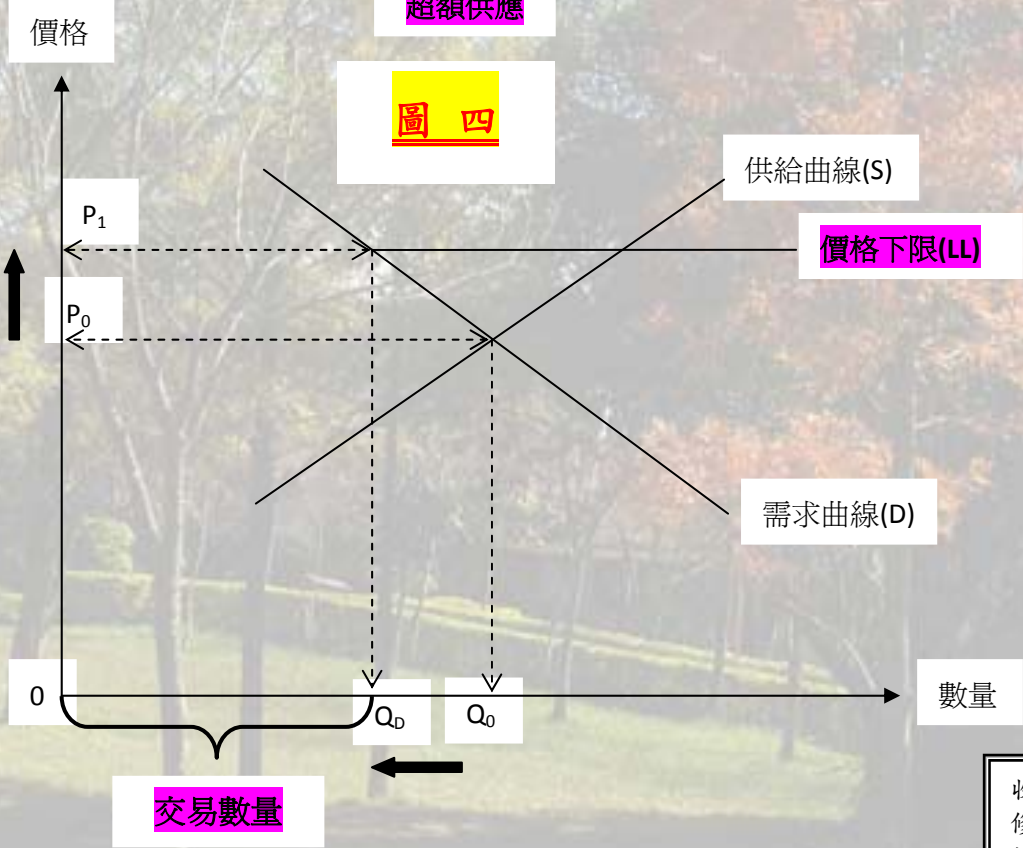 超額供應
價格
圖 四
供給曲線(S)
P₁
價格下限(LL)
P₀
需求曲線(D)
0
Q_D
Q₀
數量
交易數量